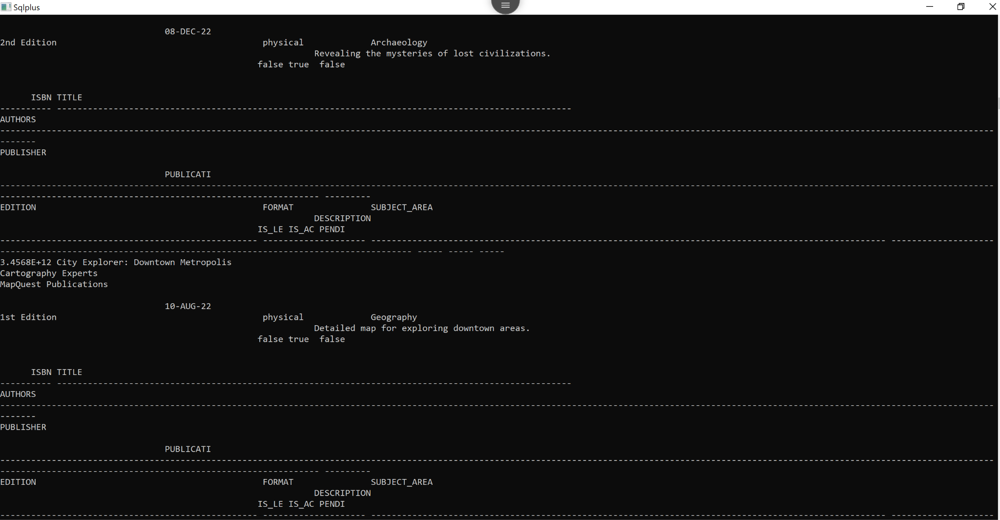 Sqlplus
08-DEC-22
2nd Edition physical Archaeology
Revealing the mysteries of lost civilizations.
false true false
ISBN TITLE
---------- ----------------------------------------------------------------------------------------------------
AUTHORS
-------------------------------------------------------------------------------------------------------------------------------------------------------------------------------------------------
-------
PUBLISHER
PUBLICATI
-------------------------------------------------------------------------------------------------------------------------------------------------------------------------------------------------
-------------------------------------------------------------- ---------
EDITION FORMAT SUBJECT_AREA
DESCRIPTION
IS_LE IS_AC PENDI
-------------------------------------------------- -------------------- ---------------------------------------------------------------------------------------------------- --------------------
-------------------------------------------------------------------------------- ----- ----- -----
3.4568E+12 City Explorer: Downtown Metropolis
Cartography Experts
MapQuest Publications
10-AUG-22
1st Edition physical Geography
Detailed map for exploring downtown areas.
false true false
ISBN TITLE
---------- ----------------------------------------------------------------------------------------------------
AUTHORS
-------------------------------------------------------------------------------------------------------------------------------------------------------------------------------------------------
-------
PUBLISHER
PUBLICATI
-------------------------------------------------------------------------------------------------------------------------------------------------------------------------------------------------
-------------------------------------------------------------- ---------
EDITION FORMAT SUBJECT_AREA
DESCRIPTION
IS_LE IS_AC PENDI
-------------------------------------------------- -------------------- ---------------------------------------------------------------------------------------------------- --------------------